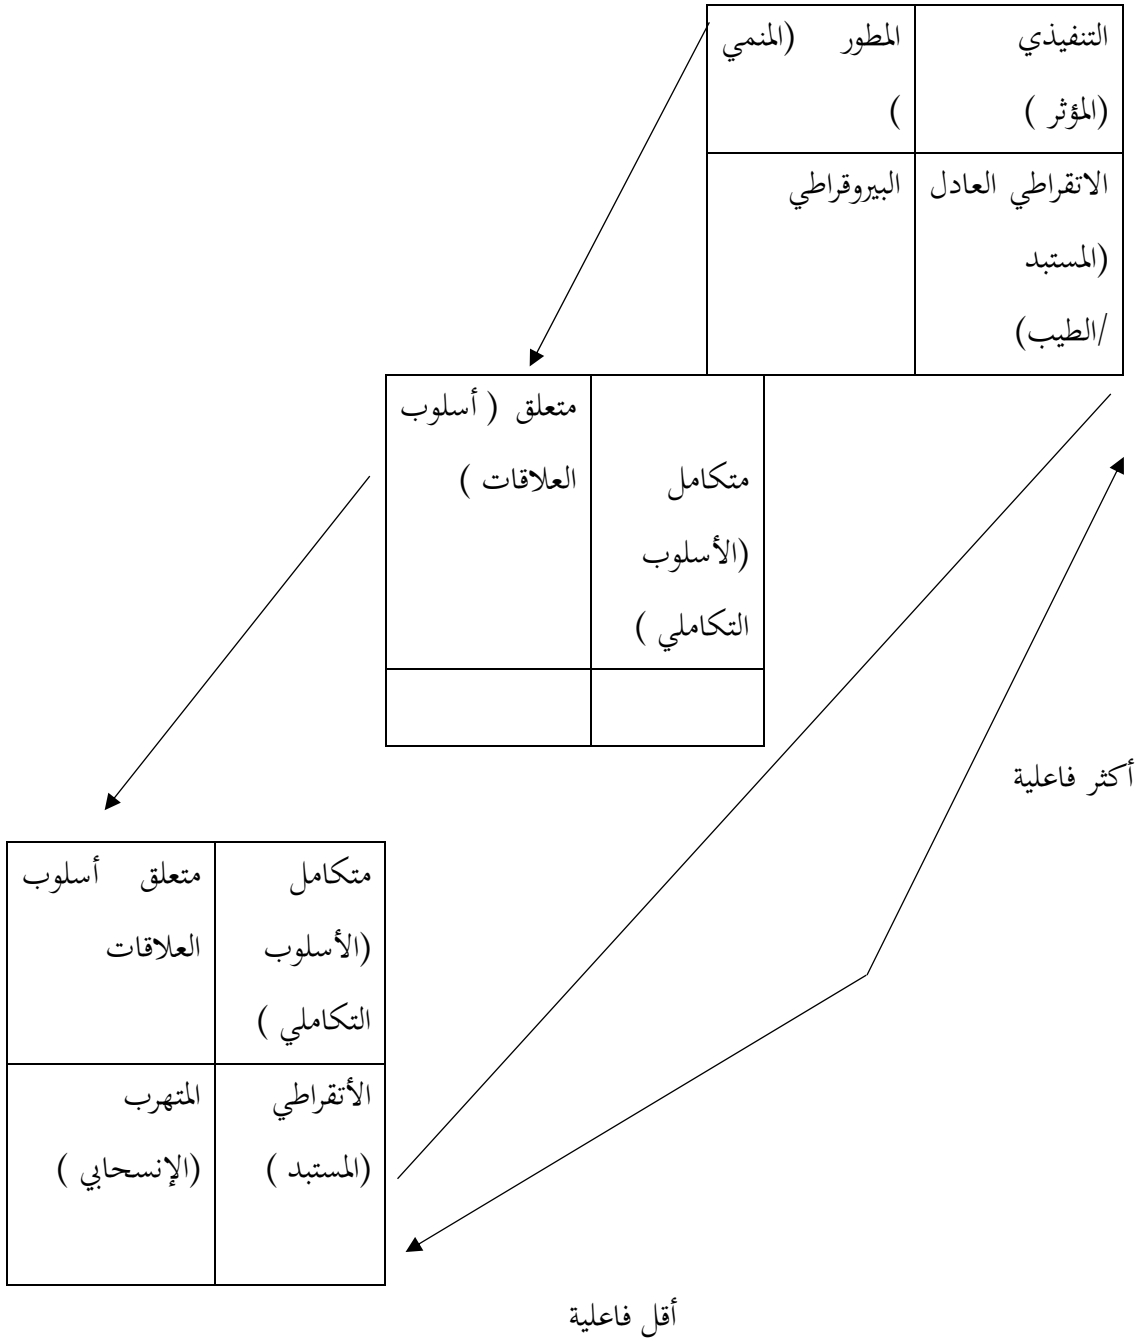 التنفيذي
(المؤثر )
المطور (المنمي
)
الاتقراطي العادل
(المستبد
/الطيب)
البيروقراطي
متكامل
(الأسلوب
التكاملي )
متعلق ( أسلوب
العلاقات )
أكثر فاعلية
متكامل
(الأسلوب
التكاملي )
متعلق أسلوب
العلاقات
الأتقراطي
(المستبد )
المتهرب
(الإنسحابي )
أقل فاعلية